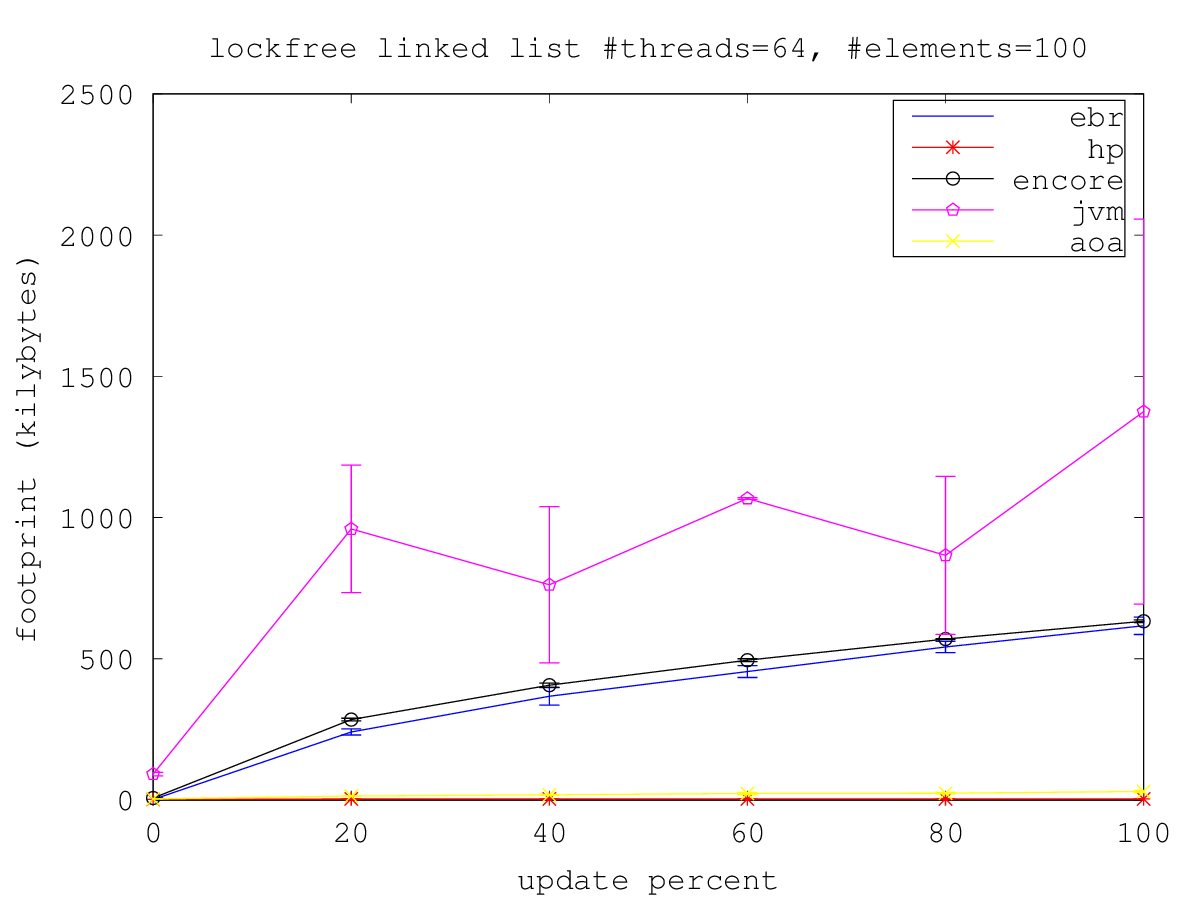 lockfree linked list #threads=64, #elements=100
2500
2000
1500
1000
500
0
footprint (kilybytes)
ebr
hp
encore
jvm
aoa
0 20 40 60 80 100
update percent